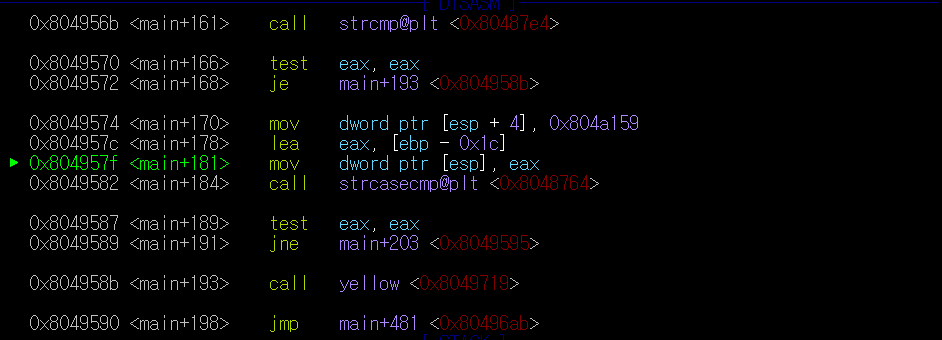 [ DISASM ]
0x804956b <main+161> call strcmp@plt <0x80487e4>
0x8049570 <main+166> test eax, eax
0x8049572 <main+168> je main+193 <0x804958b>
0x8049574 <main+170> mov dword ptr [esp + 4], 0x804a159
0x804957c <main+178> lea eax, [ebp - 0x1c]
► 0x804957f <main+181> mov dword ptr [esp], eax
0x8049582 <main+184> call strcasecmp@plt <0x8048764>
0x8049587 <main+189> test eax, eax
0x8049589 <main+191> jne main+203 <0x8049595>
0x804958b <main+193> call yellow <0x8049719>
0x8049590 <main+198> jmp main+481 <0x80496ab>